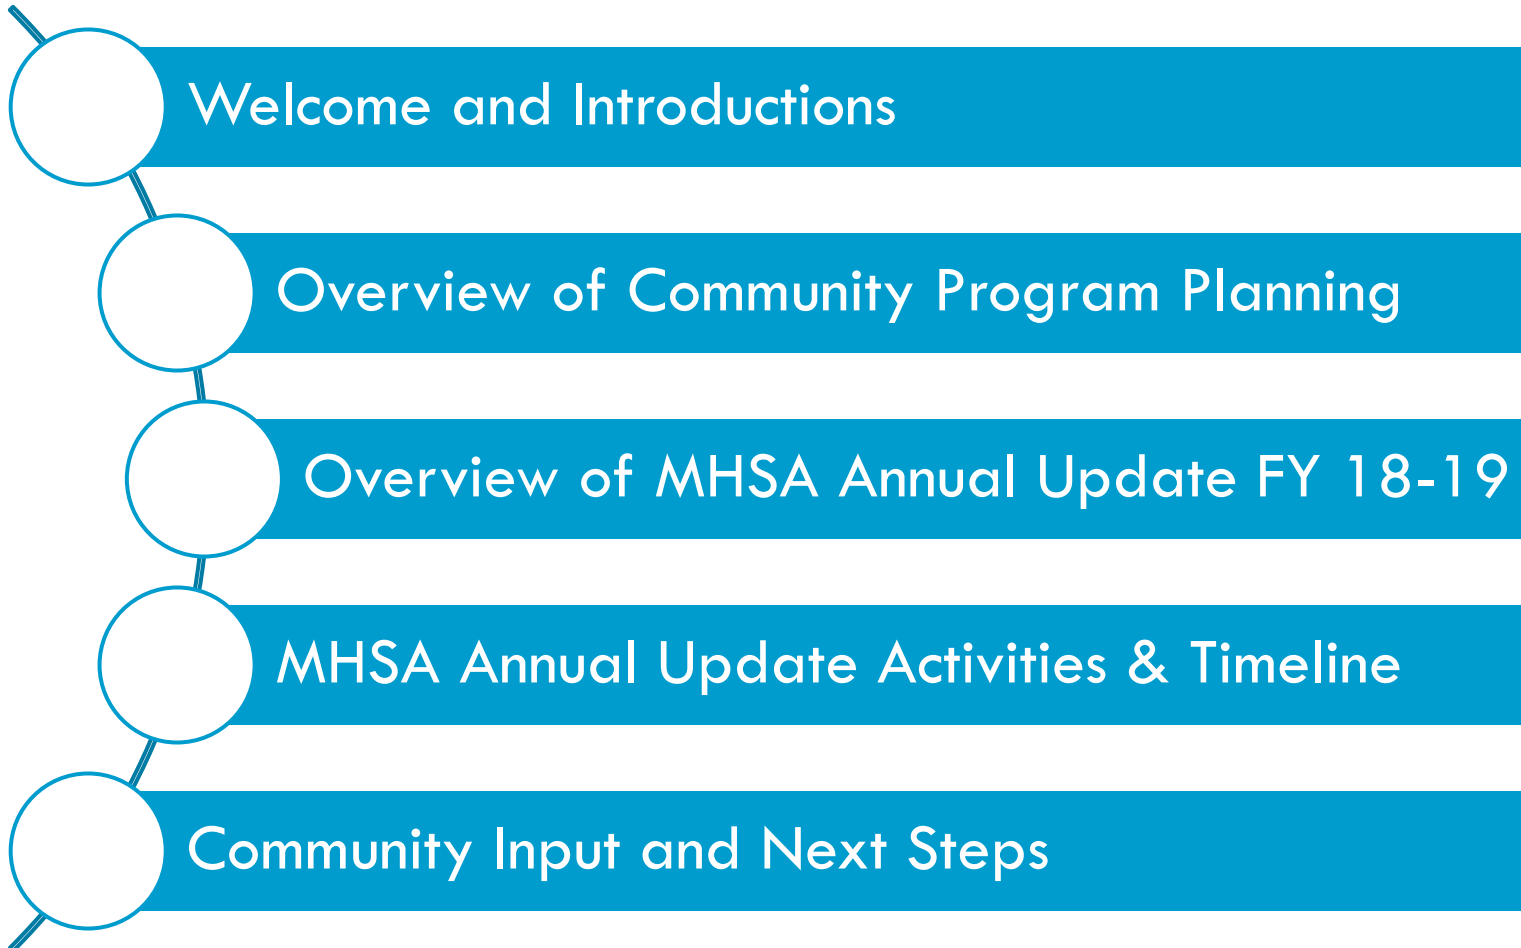 Welcome and Introductions
Overview of Community Program Planning
Overview of MHSA Annual Update FY 18-19
MHSA Annual Update Activities & Timeline
Community Input and Next Steps